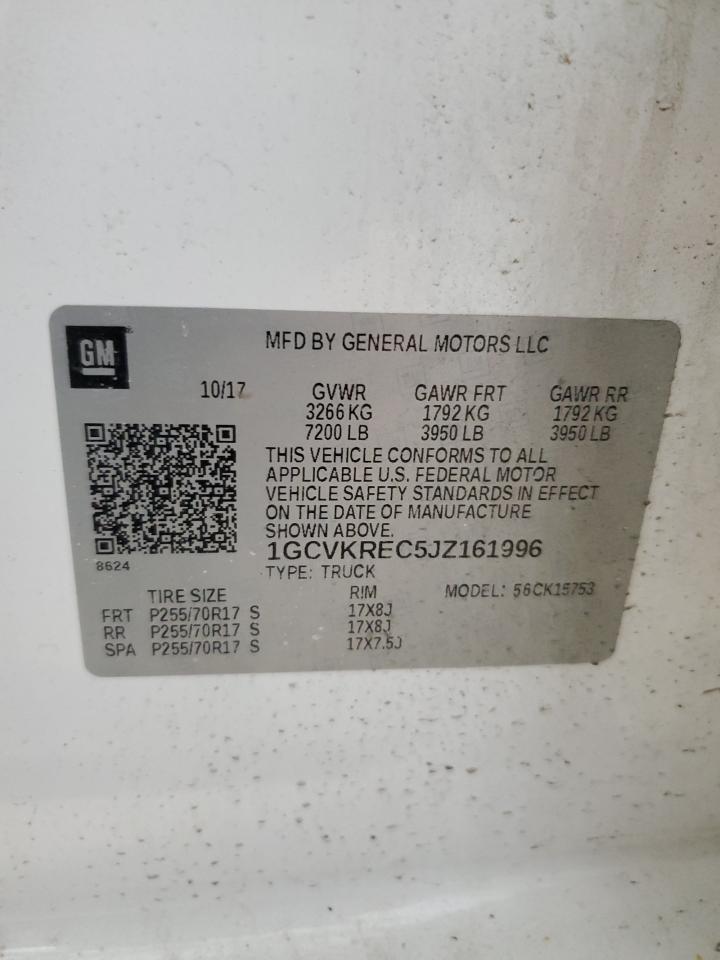 GM
MFD BY GENERAL MOTORS LLC
10/17 GVWR GAWR FRT GAWR RR
3266 KG 1792 KG 1792 KG
7200 LB 3950 LB 3950 LB
THIS VEHICLE CONFORMS TO ALL
APPLICABLE U.S. FEDERAL MOTOR
VEHICLE SAFETY STANDARDS IN EFFECT
ON THE DATE OF MANUFACTURE
SHOWN ABOVE.
1GCVKREC5JZ161996
8624
TYPE: TRUCK
TIRE SIZE RIM MODEL: 56CK15753
FRT P255/70R17 S 17X8J
RR P255/70R17 S 17X8J
SPA P255/70R17 S 17X7.5J